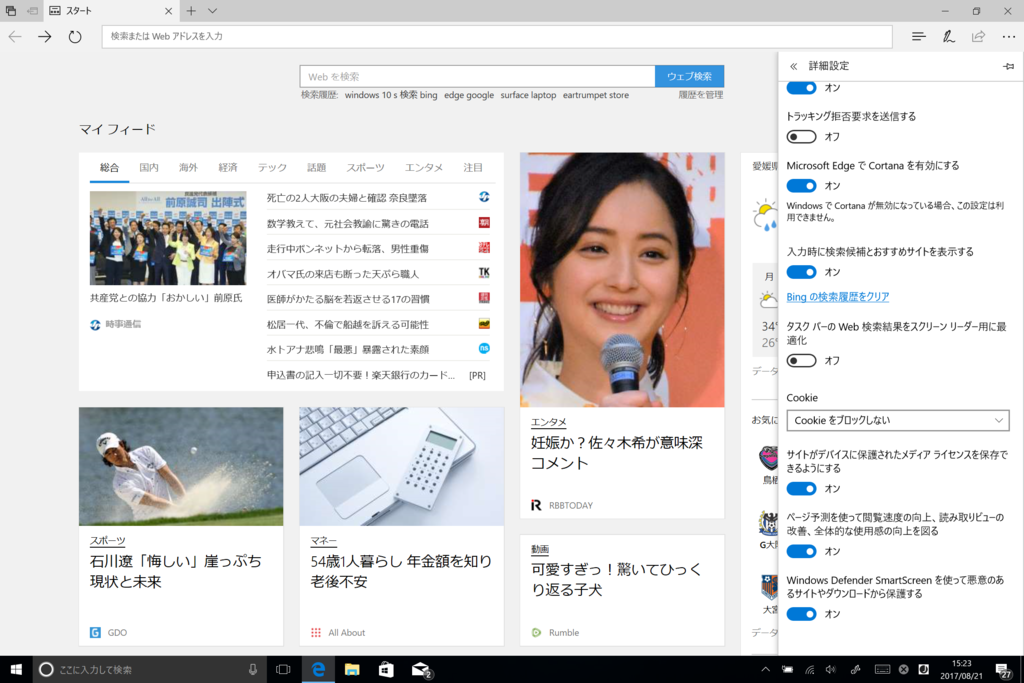 スタート
検索または Web アドレスを入力
Web を検索
ウェブ検索
検索履歴: windows 10 s 検索 bing edge google surface laptop eartrumpet store 履歴を管理
マイ フィード
総合 国内 海外 経済 テック 話題 スポーツ エンタメ 注目
前原誠司 出陣式
共産党との協力「おかしい」前原氏
時事通信
死亡の2人大阪の夫婦と確認 奈良墜落
数学教えて、元社会教諭に驚きの電話
走行中ボンネットから転落、男性重傷
オバマ氏の来店も断った天ぷら職人
TK
医師がかたる脳を若返させる17の習慣
松居一代、不倫で船越を訴える可能性
水トアナ悲鳴「最悪」暴露された素顔
ns
申込書の記入一切不要！楽天銀行のカード... [PR]
エンタメ
妊娠か？佐々木希が意味深
コメント
RBBTODAY
スポーツ
石川遼「悔しい」崖っぷち
現状と未来
GDO
マネー
54歳1人暮らし 年金額を知り
老後不安
All About
動画
可愛すぎっ！驚いてひっく
り返る子犬
Rumble
愛媛県
月
34°
26°
データ
お気に
鳥栖
G大阪
大宮
データ
詳細設定
オン
トラッキング拒否要求を送信する
オフ
Microsoft Edge で Cortana を有効にする
オン
Windows で Cortana が無効になっている場合、この設定は利
用できません。
入力時に検索候補とおすすめサイトを表示する
オン
Bing の検索履歴をクリア
タスク バーの Web 検索結果をスクリーン リーダー用に最
適化
オフ
Cookie
Cookie をブロックしない
サイトがデバイスに保護されたメディア ライセンスを保存で
きるようにする
オン
ページ予測を使って閲覧速度の向上、読み取りビューの
改善、全体的な使用感の向上を図る
オン
Windows Defender SmartScreen を使って悪意のあ
るサイトやダウンロードから保護する
オン
ここに入力して検索
2
15:23
2017/08/21
27